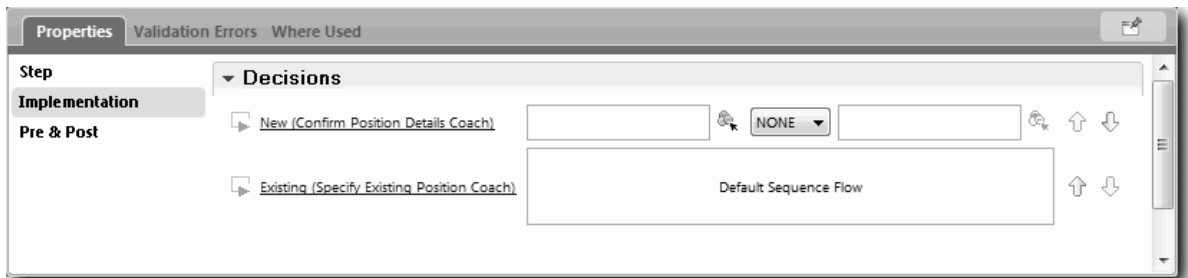 Properties Validation Errors Where Used
Step
Implementation
Pre & Post
Decisions
New (Confirm Position Details Coach) NONE
Existing (Specify Existing Position Coach) Default Sequence Flow